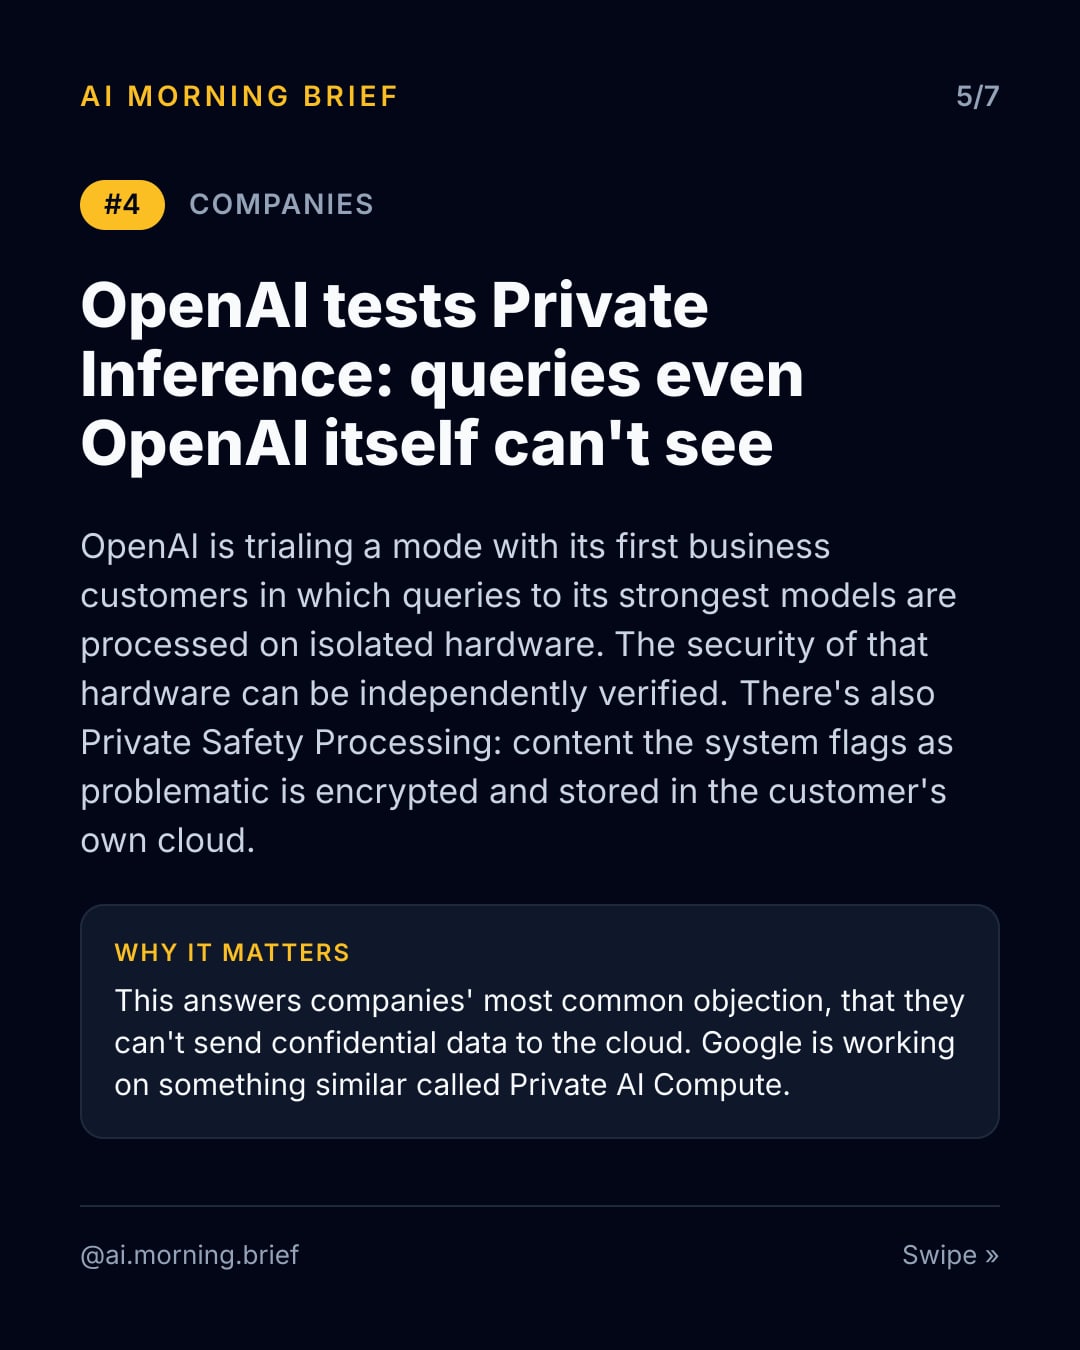 AI MORNING BRIEF
5/7
#4 COMPANIES
OpenAI tests Private
Inference: queries even
OpenAI itself can't see
OpenAI is trialing a mode with its first business
customers in which queries to its strongest models are
processed on isolated hardware. The security of that
hardware can be independently verified. There's also
Private Safety Processing: content the system flags as
problematic is encrypted and stored in the customer's
own cloud.
WHY IT MATTERS
This answers companies' most common objection, that they
can't send confidential data to the cloud. Google is working
on something similar called Private AI Compute.
@ai.morning.brief
Swipe »